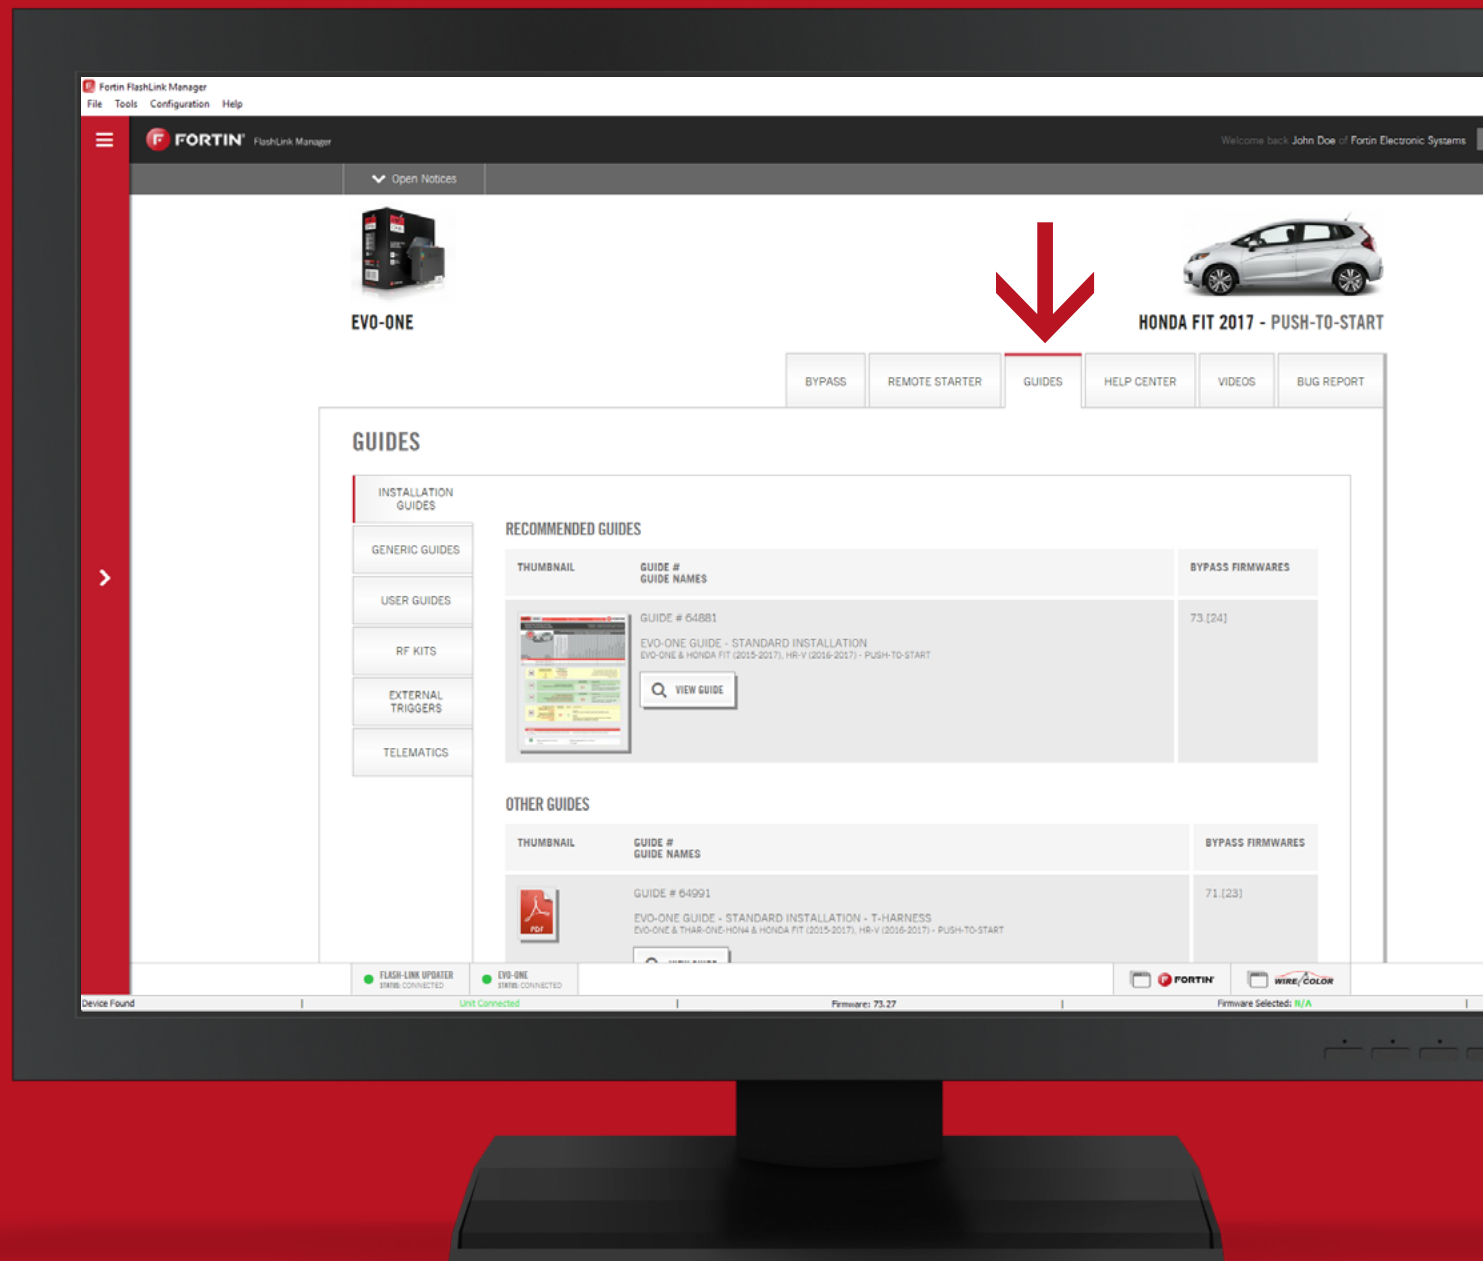 Fortin FlashLink Manager
File Tools Configuration Help
FORTIN FlashLink Manager
Welcome back John Doe of Fortin Electronic Systems
Open Notices
EVO-ONE
HONDA FIT 2017 - PUSH-TO-START
BYPASS
REMOTE STARTER
GUIDES
HELP CENTER
VIDEOS
BUG REPORT
GUIDES
INSTALLATION
GUIDES
GENERIC GUIDES
USER GUIDES
RF KITS
EXTERNAL
TRIGGERS
TELEMATICS
RECOMMENDED GUIDES
THUMBNAIL
GUIDE #
GUIDE NAMES
BYPASS FIRMWARES
GUIDE # 64881
73.[24]
EVO-ONE GUIDE - STANDARD INSTALLATION
EVO-ONE & HONDA FIT (2015-2017), HR-V (2016-2017) - PUSH-TO-START
VIEW GUIDE
OTHER GUIDES
THUMBNAIL
GUIDE #
GUIDE NAMES
BYPASS FIRMWARES
PDF
GUIDE # 64991
71.[23]
EVO-ONE GUIDE - STANDARD INSTALLATION - T-HARNESS
EVO-ONE & THAR-ONE-HON4 & HONDA FIT (2015-2017), HR-V (2016-2017) - PUSH-TO-START
VIEW GUIDE
FLASH-LINK UPDATER
STATUS: CONNECTED
EVO-ONE
STATUS: CONNECTED
FORTIN
WIRE COLOR
Device Found
Unit Connected
Firmware: 73.27
Firmware Selected: N/A